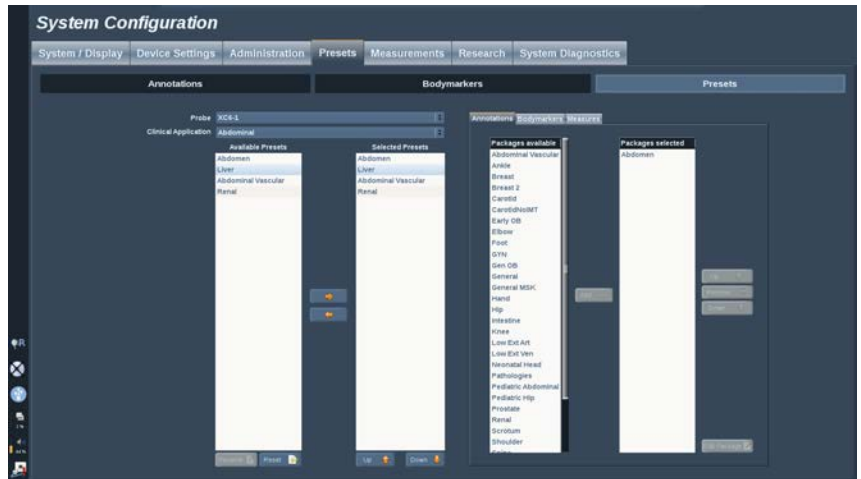 System Configuration
System / Display Device Settings Administration Presets Measurements Research System Diagnostics
Annotations Bodymarkers Presets
Probe XC6-1
Clinical Application Abdominal
Available Presets
Abdomen
Liver
Abdominal Vascular
Renal
Selected Presets
Abdomen
Liver
Abdominal Vascular
Renal
Preset
Up Down
Annotations Bodymarkers Measures
Packages available
Abdominal Vascular
Ankle
Breast
Breast 2
Carotid
CarotidNoIMT
Early OB
Elbow
Foot
GYN
Gen OB
General
General MSK
Hand
Hip
Intestine
Knee
Low Ext Art
Low Ext Ven
Neonatal Head
Pathologies
Pediatric Abdominal
Pediatric Hip
Prostate
Renal
Scrotum
Shoulder
Packages selected
Abdomen
Up
Down
R